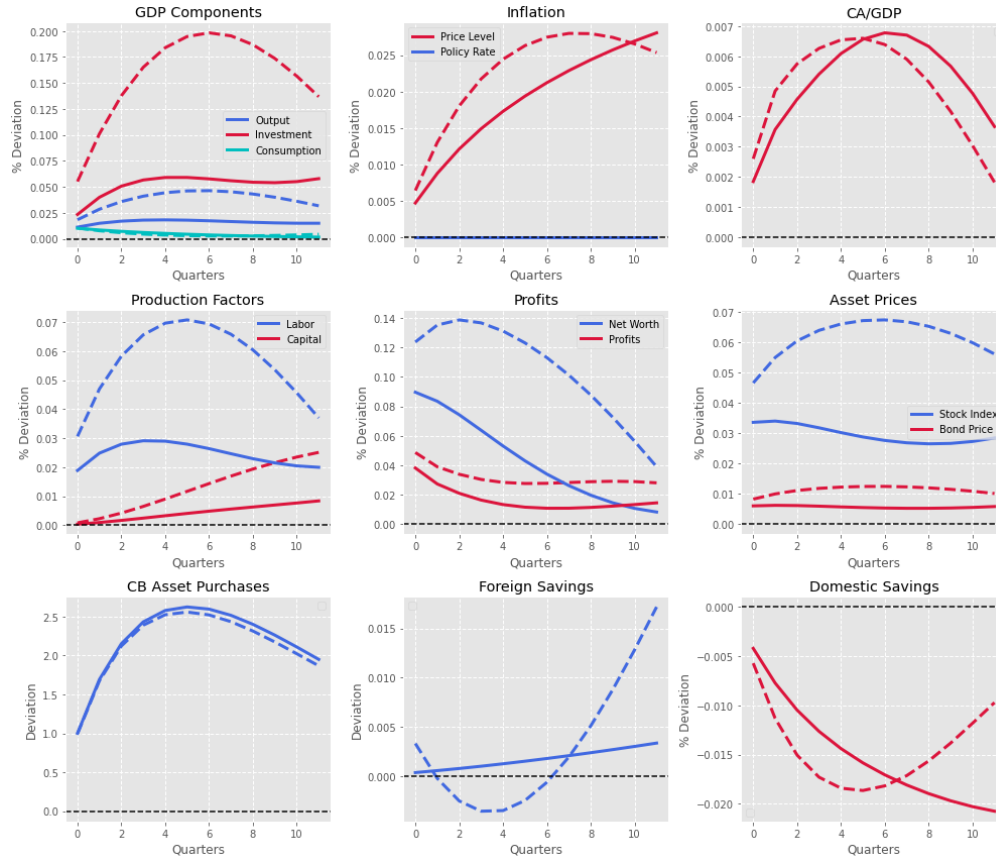 GDP Components
% Deviation
0.200
0.175
0.150
0.125
0.100
0.075
0.050
0.025
0.000
Output
Investment
Consumption
0 2 4 6 8 10
Quarters
Inflation
% Deviation
0.025
0.020
0.015
0.010
0.005
0.000
Price Level
Policy Rate
0 2 4 6 8 10
Quarters
CA/GDP
% Deviation
0.007
0.006
0.005
0.004
0.003
0.002
0.001
0.000
0 2 4 6 8 10
Quarters
Production Factors
% Deviation
0.07
0.06
0.05
0.04
0.03
0.02
0.01
0.00
Labor
Capital
0 2 4 6 8 10
Quarters
Profits
% Deviation
0.14
0.12
0.10
0.08
0.06
0.04
0.02
0.00
Net Worth
Profits
0 2 4 6 8 10
Quarters
Asset Prices
% Deviation
0.07
0.06
0.05
0.04
0.03
0.02
0.01
0.00
Stock Index
Bond Price
0 2 4 6 8 10
Quarters
CB Asset Purchases
Deviation
2.5
2.0
1.5
1.0
0.5
0.0
0 2 4 6 8 10
Quarters
Foreign Savings
Deviation
0.015
0.010
0.005
0.000
0 2 4 6 8 10
Quarters
Domestic Savings
% Deviation
0.000
−0.005
−0.010
−0.015
−0.020
0 2 4 6 8 10
Quarters